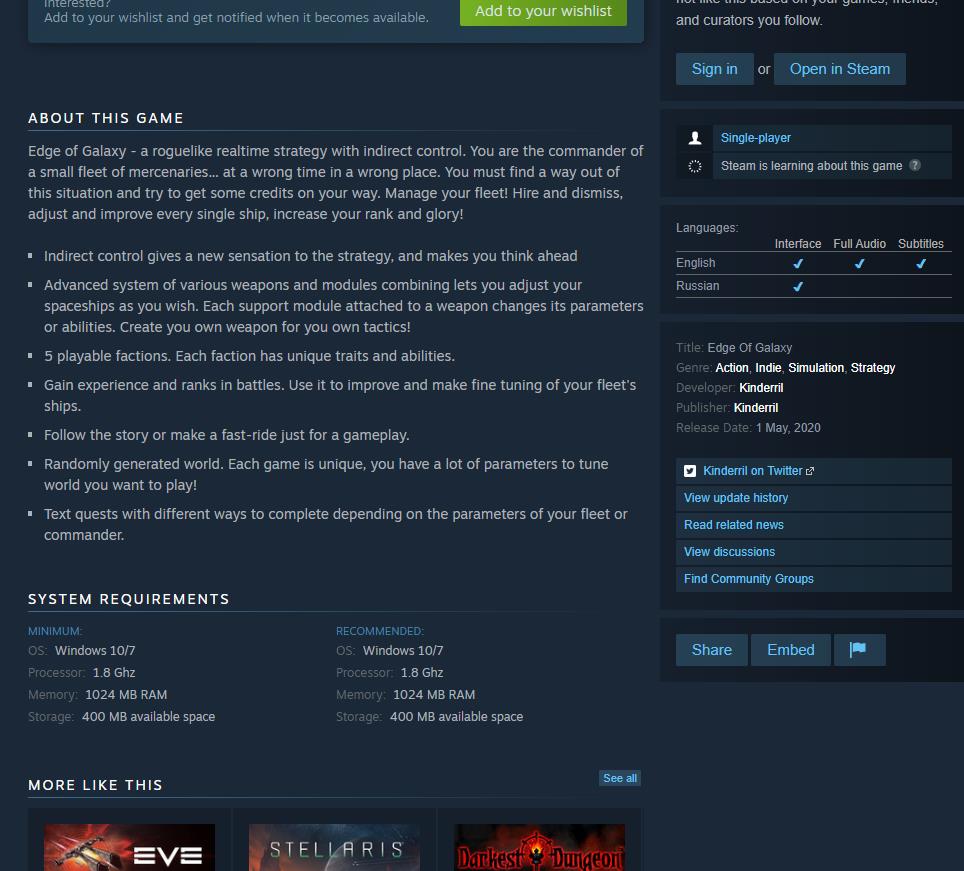 Interested?
Add to your wishlist and get notified when it becomes available.
Add to your wishlist
not like this based on your games, friends,
and curators you follow.
Sign in or Open in Steam
ABOUT THIS GAME
Edge of Galaxy - a roguelike realtime strategy with indirect control. You are the commander of
a small fleet of mercenaries... at a wrong time in a wrong place. You must find a way out of
this situation and try to get some credits on your way. Manage your fleet! Hire and dismiss,
adjust and improve every single ship, increase your rank and glory!
Indirect control gives a new sensation to the strategy, and makes you think ahead
Advanced system of various weapons and modules combining lets you adjust your
spaceships as you wish. Each support module attached to a weapon changes its parameters
or abilities. Create you own weapon for you own tactics!
5 playable factions. Each faction has unique traits and abilities.
Gain experience and ranks in battles. Use it to improve and make fine tuning of your fleet's
ships.
Follow the story or make a fast-ride just for a gameplay.
Randomly generated world. Each game is unique, you have a lot of parameters to tune
world you want to play!
Text quests with different ways to complete depending on the parameters of your fleet or
commander.
Single-player
Steam is learning about this game ?
Languages:
Interface Full Audio Subtitles
English ✔ ✔ ✔
Russian ✔
Title: Edge Of Galaxy
Genre: Action, Indie, Simulation, Strategy
Developer: Kinderril
Publisher: Kinderril
Release Date: 1 May, 2020
Kinderril on Twitter
View update history
Read related news
View discussions
Find Community Groups
Share Embed
SYSTEM REQUIREMENTS
MINIMUM:
OS: Windows 10/7
Processor: 1.8 Ghz
Memory: 1024 MB RAM
Storage: 400 MB available space
RECOMMENDED:
OS: Windows 10/7
Processor: 1.8 Ghz
Memory: 1024 MB RAM
Storage: 400 MB available space
MORE LIKE THIS
See all
EVE
STELLARIS
Darkest Dungeon